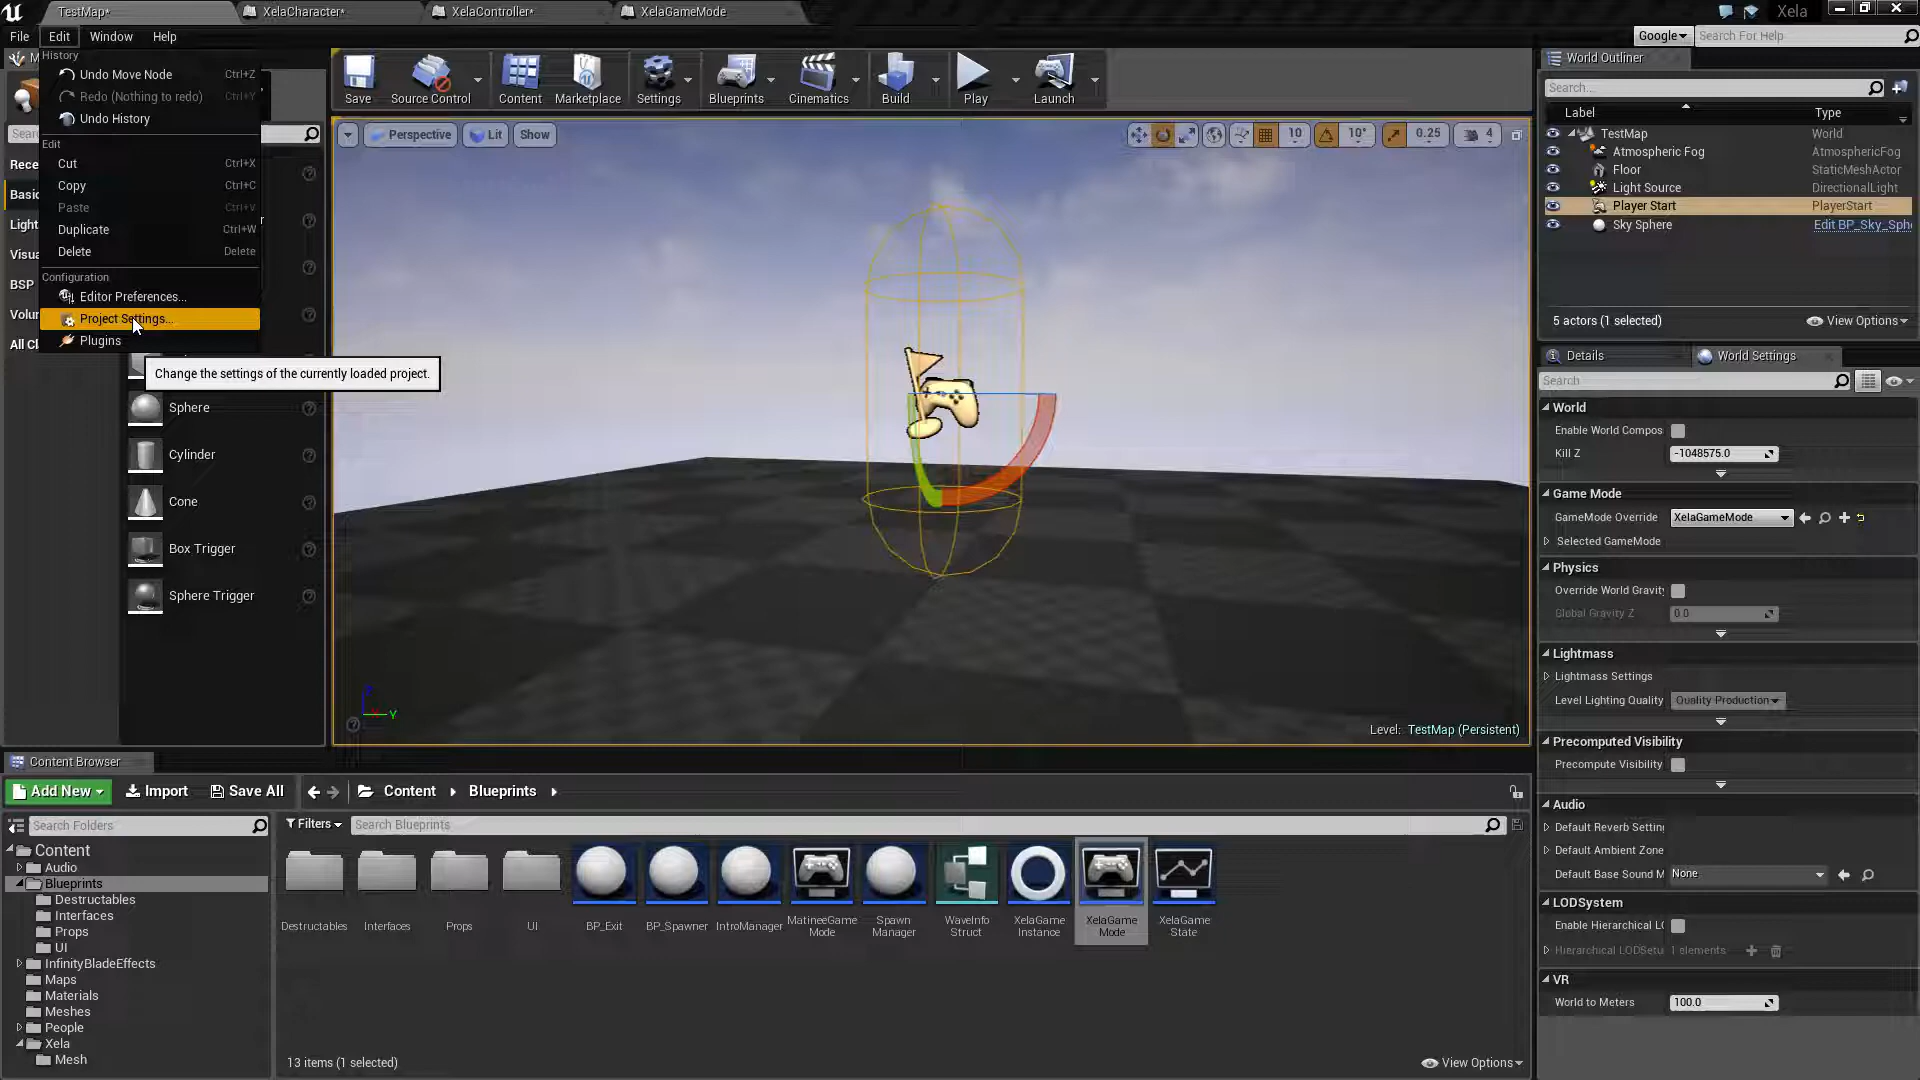 TestMap*
XelaCharacter*
XelaController*
XelaGameMode
Xela
File
Edit
Window
Help
Google
Search For Help
History
Undo Move Node Ctrl+Z
Redo (Nothing to redo) Ctrl+Y
Undo History
Edit
Cut Ctrl+X
Copy Ctrl+C
Paste Ctrl+V
Duplicate Ctrl+W
Delete Delete
Configuration
Editor Preferences...
Project Settings...
Plugins
Change the settings of the currently loaded project.
Rece
Basic
Light
Visua
BSP
Volun
All Cl
Sphere
Cylinder
Cone
Box Trigger
Sphere Trigger
Save
Source Control
Content
Marketplace
Settings
Blueprints
Cinematics
Build
Play
Launch
Perspective
Lit
Show
10
10°
0.25
4
Y
Level: TestMap (Persistent)
World Outliner
Search...
Label Type
TestMap World
Atmospheric Fog AtmosphericFog
Floor StaticMeshActor
Light Source DirectionalLight
Player Start PlayerStart
Sky Sphere Edit BP_Sky_Sph
5 actors (1 selected)
View Options
Details
World Settings
Search
World
Enable World Compos
Kill Z -1048575.0
Game Mode
GameMode Override XelaGameMode
Selected GameMode
Physics
Override World Gravity
Global Gravity Z 0.0
Lightmass
Lightmass Settings
Level Lighting Quality Quality Production
Precomputed Visibility
Precompute Visibility
Audio
Default Reverb Setting
Default Ambient Zone
Default Base Sound M None
LODSystem
Enable Hierarchical LO
Hierarchical LODSetu 1 elements
VR
World to Meters 100.0
Content Browser
Add New
Import
Save All
Content
Blueprints
Search Folders
Filters
Search Blueprints
Content
Audio
Blueprints
Destructables
Interfaces
Props
UI
InfinityBladeEffects
Maps
Materials
Meshes
People
Xela
Mesh
Destructables
Interfaces
Props
UI
BP_Exit
BP_Spawner
IntroManager
MatineeGame
Mode
Spawn
Manager
WaveInfo
Struct
XelaGame
Instance
XelaGame
Mode
XelaGame
State
13 items (1 selected)
View Options